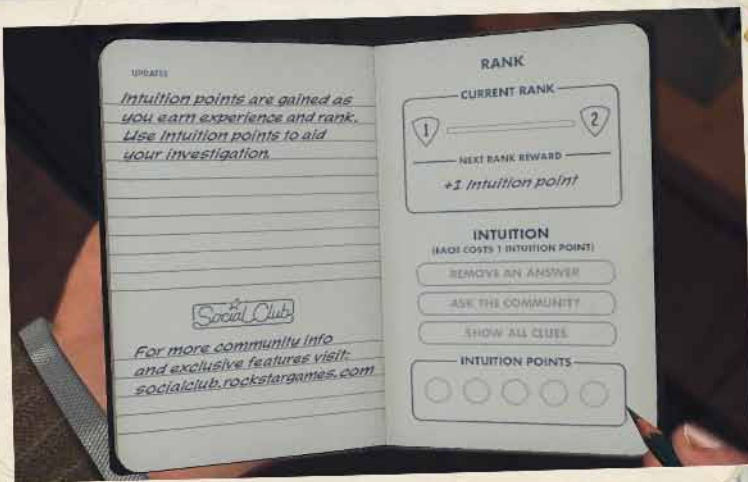 UPDATES
Intuition points are gained as
you earn experience and rank.
Use Intuition points to aid
your investigation.
Social Club
For more community info
and exclusive features visit:
socialclub.rockstargames.com
RANK
CURRENT RANK
1 2
NEXT RANK REWARD
+1 Intuition point
INTUITION
(EACH COSTS 1 INTUITION POINT)
REMOVE AN ANSWER
ASK THE COMMUNITY
SHOW ALL CLUES
INTUITION POINTS